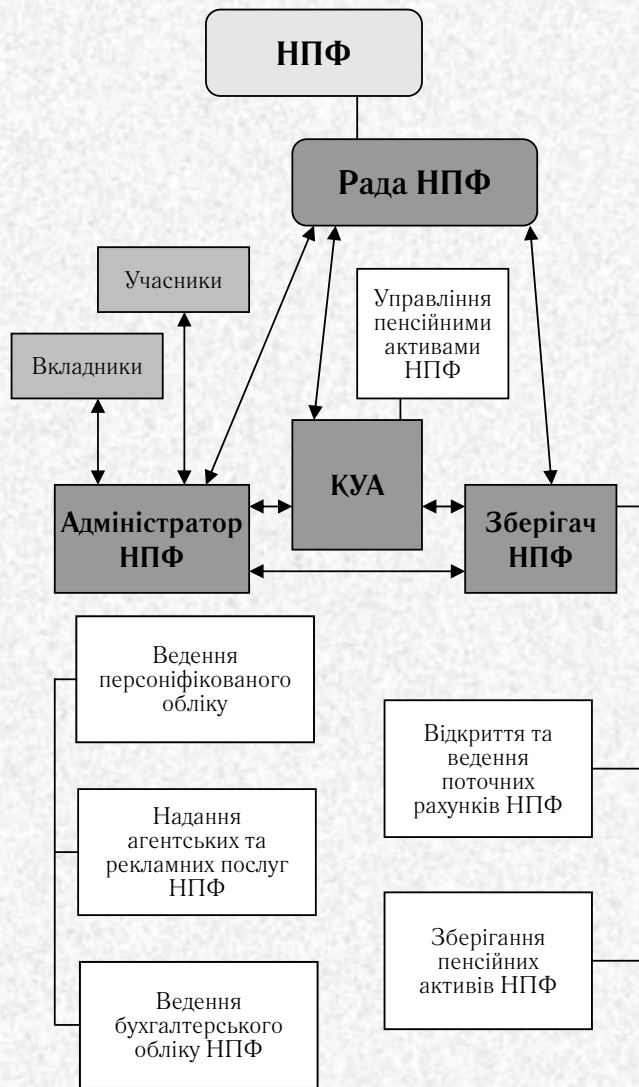 НПФ
Рада НПФ
Учасники
Вкладники
Управління
пенсійними
активами
НПФ
КУА
Адміністратор
НПФ
Зберігач
НПФ
Ведення
персоніфікованого
обліку
Надання
агентських та
рекламних послуг
НПФ
Ведення
бухгалтерського
обліку НПФ
Відкриття та
ведення
поточних
рахунків НПФ
Зберігання
пенсійних
активів НПФ